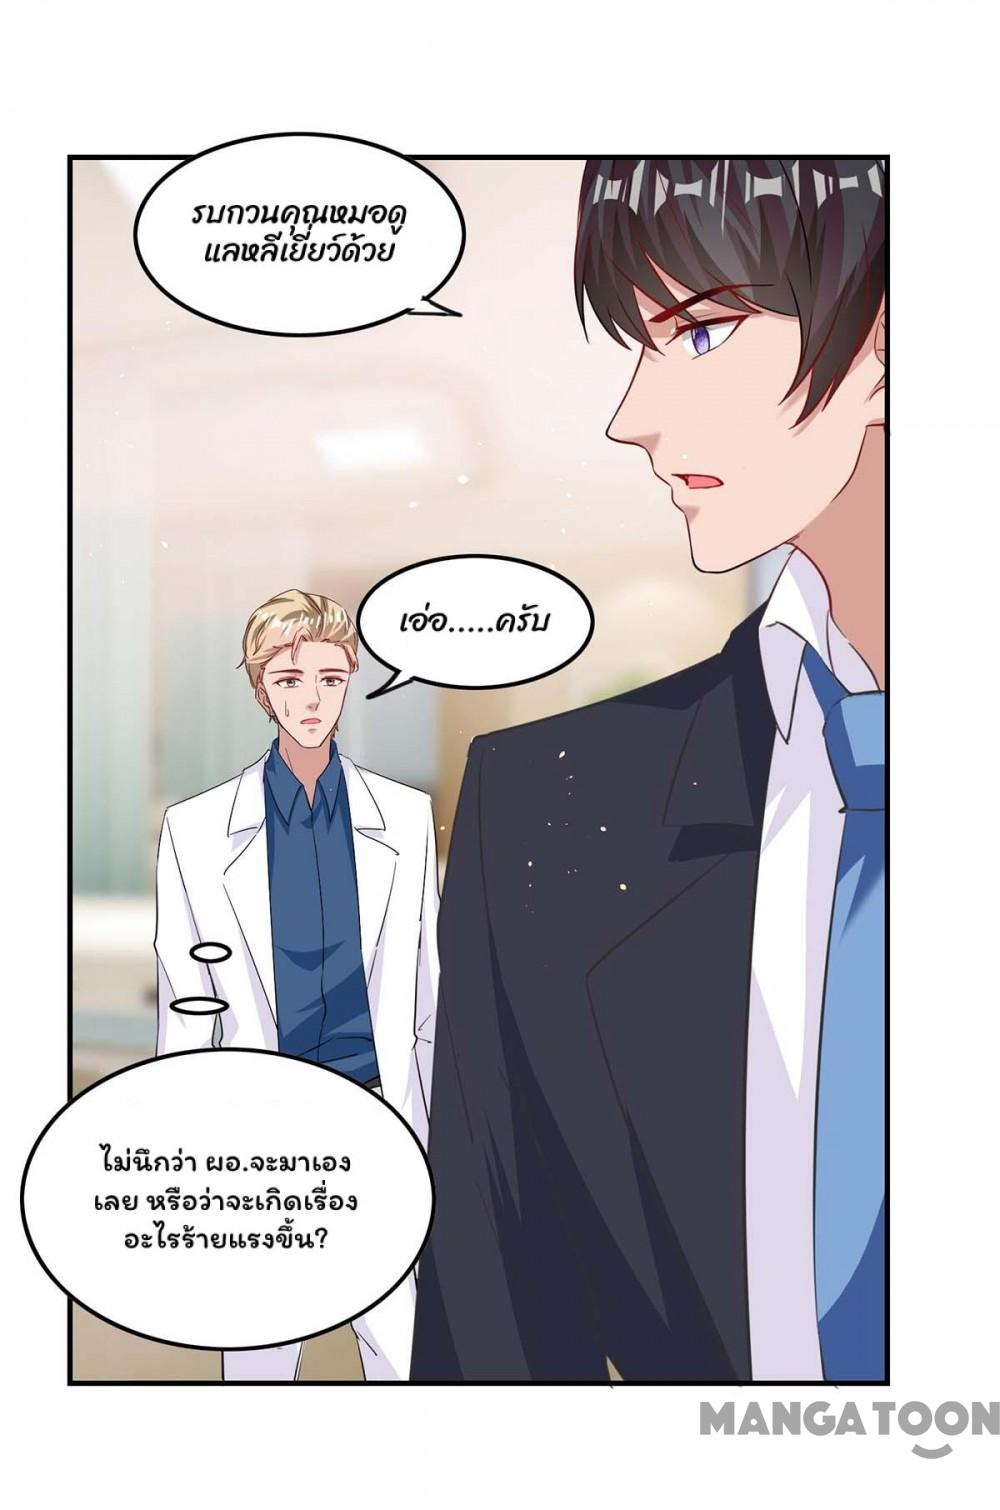 รบกวนคุณหมอดู
แลหลีเยี่ยว์ด้วย
เอ่อ.....ครับ
ไม่นึกว่า ผอ.จะมาเอง
เลย หรือว่าจะเกิดเรื่อง
อะไรร้ายแรงขึ้น?
MANGATOON